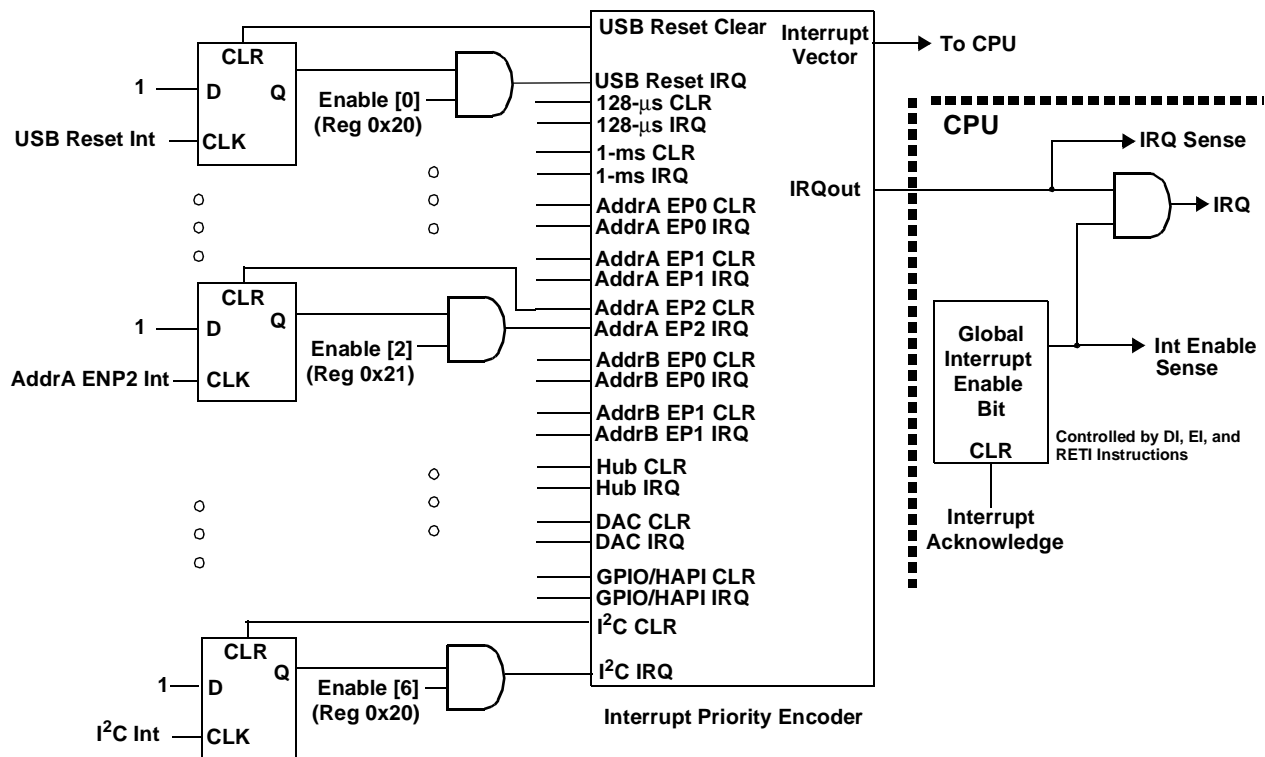 CLR
D
Q
CLK
1
USB Reset Int
Enable [0]
(Reg 0x20)
CLR
D
Q
CLK
1
AddrA ENP2 Int
Enable [2]
(Reg 0x21)
CLR
D
Q
CLK
1
I²C Int
Enable [6]
(Reg 0x20)
USB Reset Clear
USB Reset IRQ
128-μs CLR
128-μs IRQ
1-ms CLR
1-ms IRQ
AddrA EP0 CLR
AddrA EP0 IRQ
AddrA EP1 CLR
AddrA EP1 IRQ
AddrA EP2 CLR
AddrA EP2 IRQ
AddrB EP0 CLR
AddrB EP0 IRQ
AddrB EP1 CLR
AddrB EP1 IRQ
Hub CLR
Hub IRQ
DAC CLR
DAC IRQ
GPIO/HAPI CLR
GPIO/HAPI IRQ
I²C CLR
I²C IRQ
Interrupt
Vector
IRQout
Interrupt Priority Encoder
To CPU
CPU
IRQ Sense
IRQ
Global
Interrupt
Enable
Bit
CLR
Int Enable
Sense
Controlled by DI, EI, and
RETI Instructions
Interrupt
Acknowledge